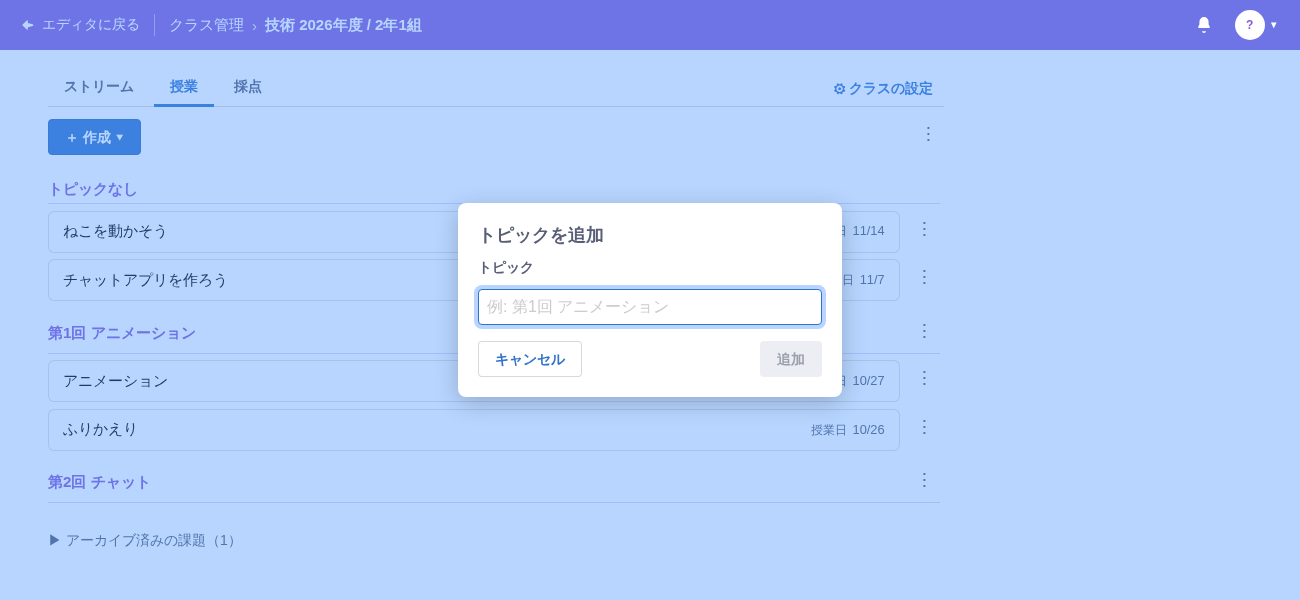 エディタに戻る
クラス管理 › 技術 2026年度 / 2年1組
?
ストリーム 授業 採点
クラスの設定
+ 作成
トピックなし
ねこを動かそう 11/14
チャットアプリを作ろう 日 11/7
トピックを追加
トピック
例: 第1回 アニメーション
キャンセル 追加
第1回 アニメーション
アニメーション 10/27
ふりかえり 授業日 10/26
第2回 チャット
アーカイブ済みの課題（1）